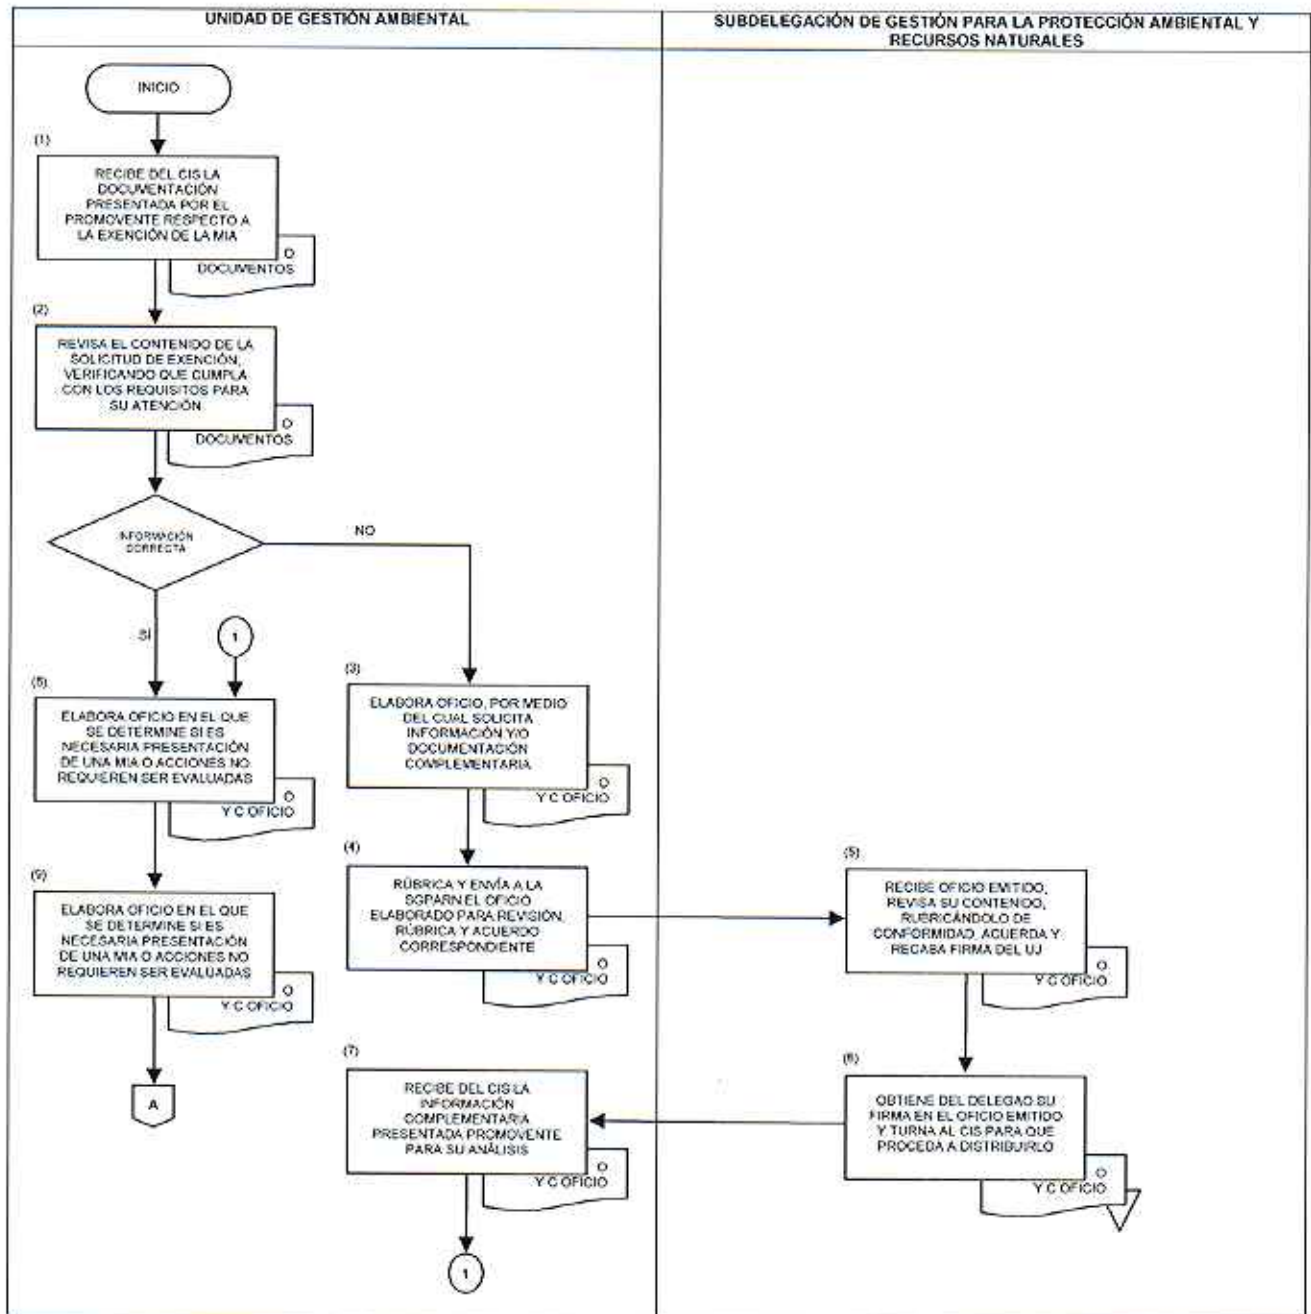 UNIDAD DE GESTIÓN AMBIENTAL
SUBDELEGACIÓN DE GESTIÓN PARA LA PROTECCIÓN AMBIENTAL Y
RECURSOS NATURALES
INICIO
(1)
RECIBE DEL CIS LA
DOCUMENTACIÓN
PRESENTADA POR EL
PROMOVENTE RESPECTO A
LA EXENCIÓN DE LA MIA
O
DOCUMENTOS
(2)
REVISA EL CONTENIDO DE LA
SOLICITUD DE EXENCIÓN,
VERIFICANDO QUE CUMPLA
CON LOS REQUISITOS PARA
SU ATENCIÓN
O
DOCUMENTOS
INFORMACIÓN
CORRECTA
NO
SÍ
1
(8)
ELABORA OFICIO EN EL QUE
SE DETERMINE SI ES
NECESARIA PRESENTACIÓN
DE UNA MIA O ACCIONES NO
REQUIEREN SER EVALUADAS
O
Y C OFICIO
(3)
ELABORA OFICIO, POR MEDIO
DEL CUAL SOLICITA
INFORMACIÓN Y/O
DOCUMENTACIÓN
COMPLEMENTARIA
O
Y C OFICIO
(9)
ELABORA OFICIO EN EL QUE
SE DETERMINE SI ES
NECESARIA PRESENTACIÓN
DE UNA MIA O ACCIONES NO
REQUIEREN SER EVALUADAS
O
Y C OFICIO
A
(4)
RÚBRICA Y ENVÍA A LA
SGPARN EL OFICIO
ELABORADO PARA REVISIÓN,
RÚBRICA Y ACUERDO
CORRESPONDIENTE
O
Y C OFICIO
(5)
RECIBE OFICIO EMITIDO,
REVISA SU CONTENIDO,
RUBRICÁNDOLO DE
CONFORMIDAD, ACUERDA Y
RECABA FIRMA DEL UJ
O
Y C OFICIO
(6)
OBTIENE DEL DELEGAO SU
FIRMA EN EL OFICIO EMITIDO
Y TURNA AL CIS PARA QUE
PROCEDA A DISTRIBUIRLO
O
Y C OFICIO
(7)
RECIBE DEL CIS LA
INFORMACIÓN
COMPLEMENTARIA
PRESENTADA PROMOVENTE
PARA SU ANÁLISIS
O
Y C OFICIO
1